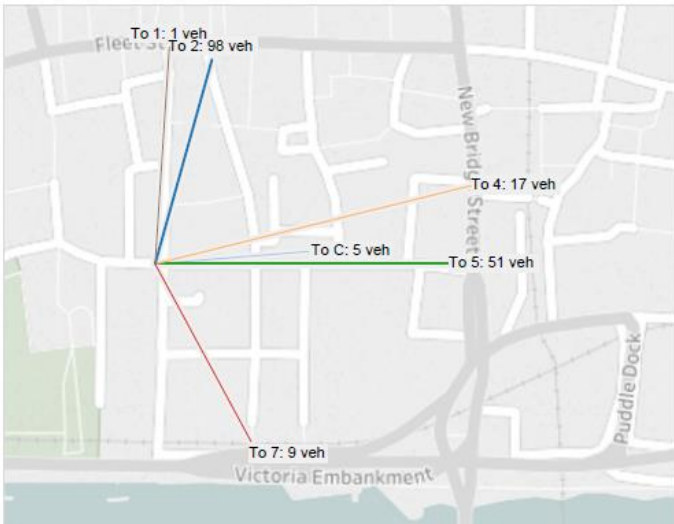 To 1: 1 veh
Fleet St
To 2: 98 veh
New Bridge Street
To 4: 17 veh
To C: 5 veh
To 5: 51 veh
Puddle Dock
To 7: 9 veh
Victoria Embankment